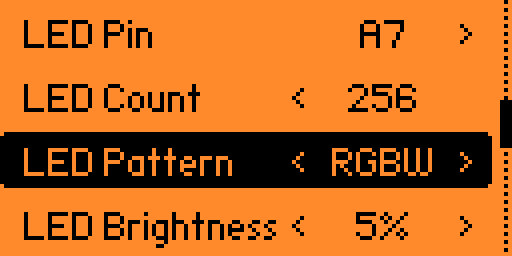 LED Pin A7 >
LED Count < 256
LED Pattern < RGBW >
LED Brightness < 5% >